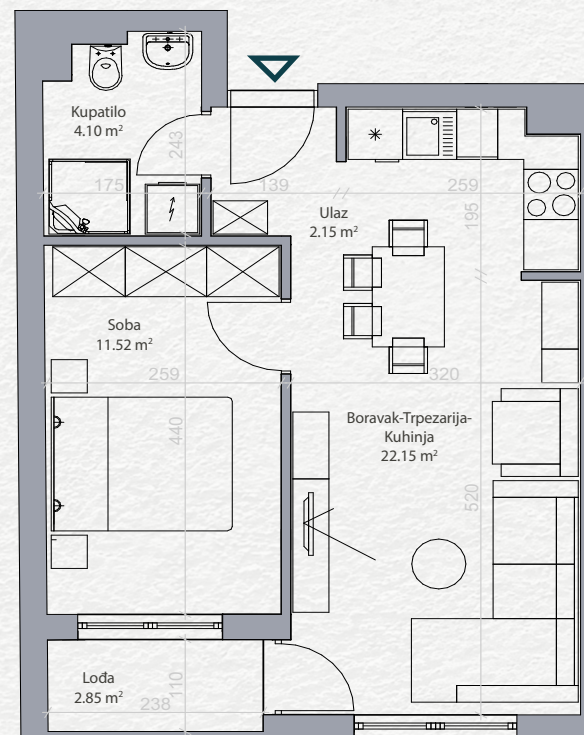 Kupatilo
4.10 m²
243
175
139
259
195
Ulaz
2.15 m²
Soba
11.52 m²
259
320
440
Boravak-Trpezarija-
Kuhinja
22.15 m²
520
Lođa
2.85 m²
110
238